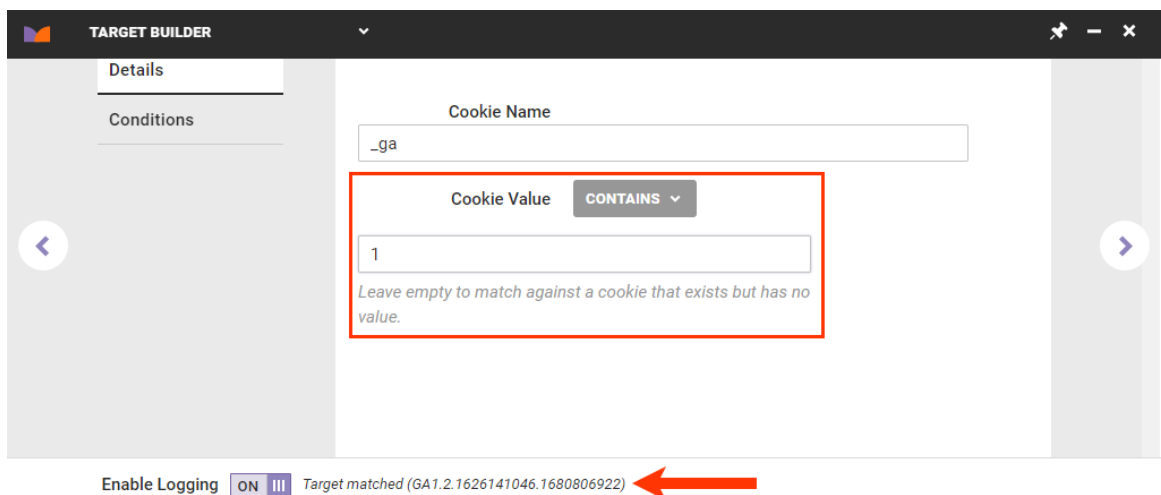 TARGET BUILDER
Details
Conditions
Cookie Name
_ga
Cookie Value CONTAINS
1
Leave empty to match against a cookie that exists but has no
value.
Enable Logging ON Target matched (GA1.2.1626141046.1680806922)